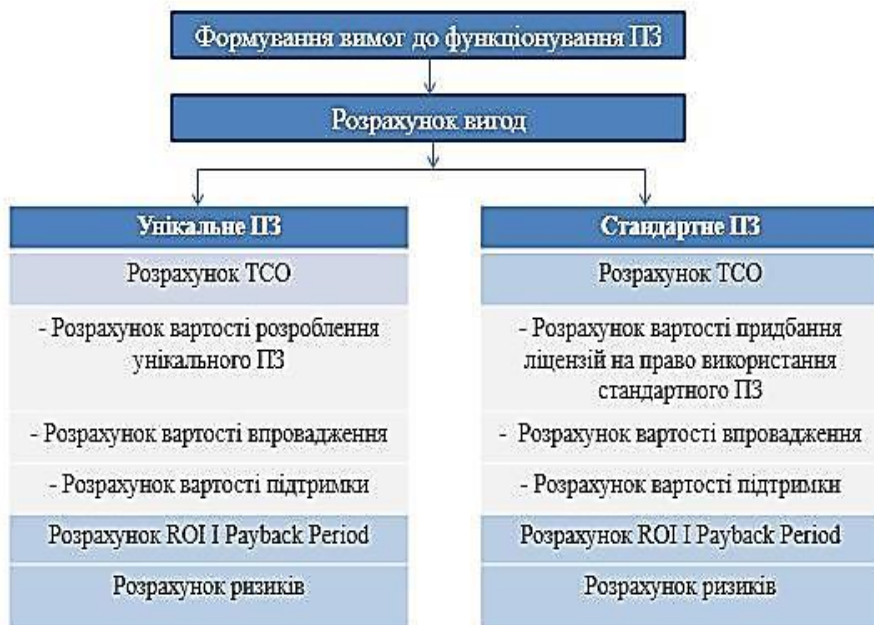 Формування вимог до функціонування ПЗ
Розрахунок вигод
Унікальне ПЗ
Розрахунок ТСО
- Розрахунок вартості розроблення
унікального ПЗ
- Розрахунок вартості впровадження
- Розрахунок вартості підтримки
Розрахунок ROI І Payback Period
Розрахунок ризиків
Стандартне ПЗ
Розрахунок ТСО
- Розрахунок вартості придбання
ліцензій на право використання
стандартного ПЗ
- Розрахунок вартості впровадження
- Розрахунок вартості підтримки
Розрахунок ROI І Payback Period
Розрахунок ризиків